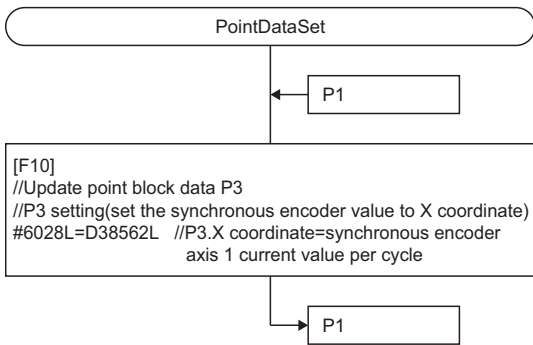 PointDataSet
P1
[F10]
//Update point block data P3
//P3 setting(set the synchronous encoder value to X coordinate)
#6028L=D38562L //P3.X coordinate=synchronous encoder
axis 1 current value per cycle
P1